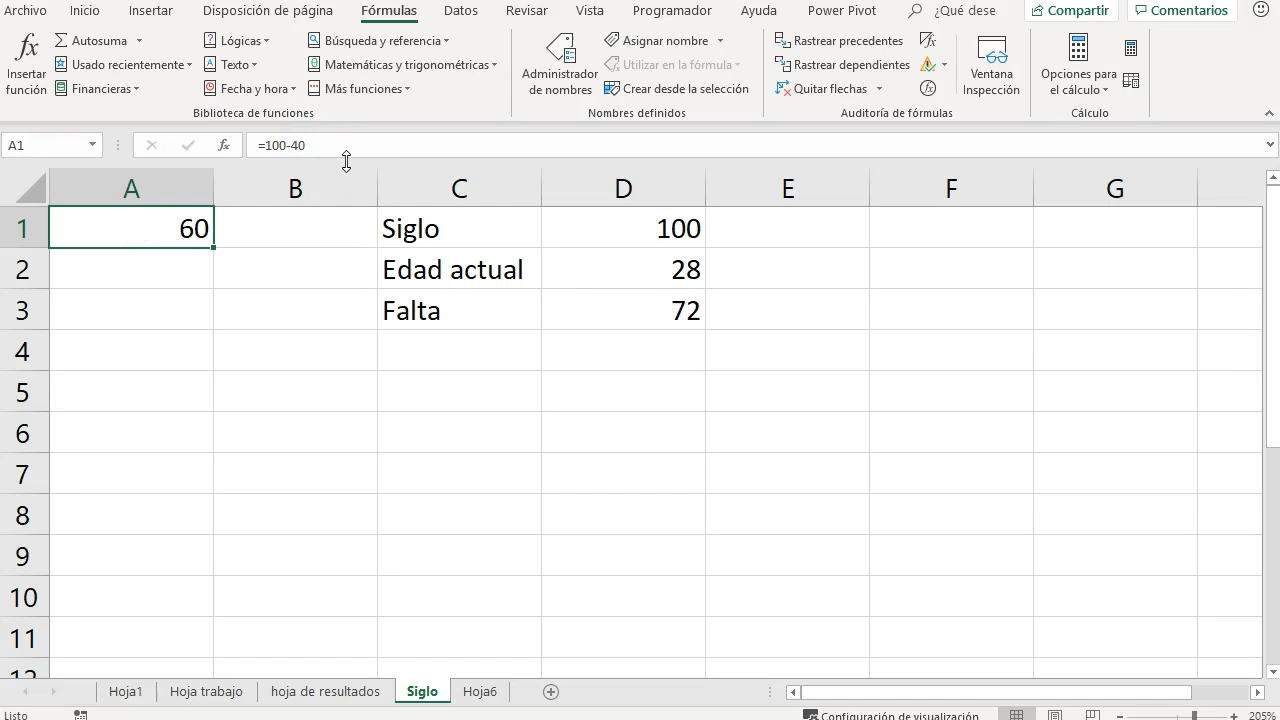 Archivo Inicio Insertar Disposición de página Fórmulas Datos Revisar Vista Programador Ayuda Power Pivot ¿Qué dese Compartir Comentarios
fx Insertar función
Autosuma
Usado recientemente
Financieras
Lógicas
Texto
Fecha y hora
Búsqueda y referencia
Matemáticas y trigonométricas
Más funciones
Biblioteca de funciones
Administrador
de nombres
Asignar nombre
Utilizar en la fórmula
Crear desde la selección
Nombres definidos
Rastrear precedentes
Rastrear dependientes
Quitar flechas
fx
Auditoría de fórmulas
Ventana
Inspección
Opciones para
el cálculo
Cálculo
A1 fx =100-40
A B C D E F G
1 60 Siglo 100
2 Edad actual 28
3 Falta 72
4
5
6
7
8
9
10
11
12
Hoja1 Hoja trabajo hoja de resultados Siglo Hoja6
Listo Configuración de visualización 205%